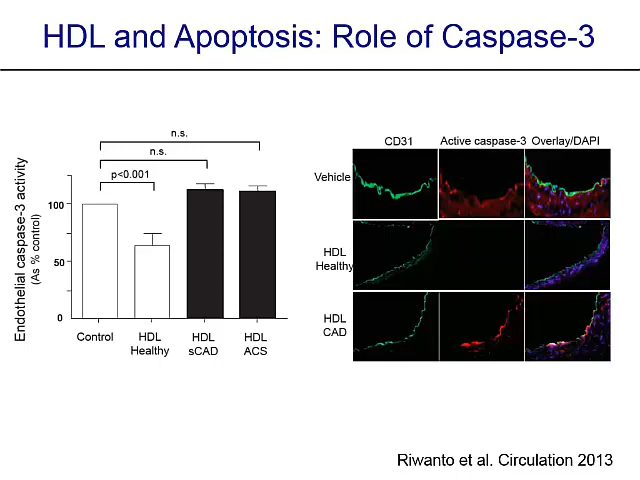 HDL and Apoptosis: Role of Caspase-3
n.s.
n.s.
p<0.001
Endothelial caspase-3 activity
(As % control)
100
50
0
Control
HDL
Healthy
HDL
sCAD
HDL
ACS
CD31
Active caspase-3
Overlay/DAPI
Vehicle
HDL
Healthy
HDL
CAD
Riwanto et al. Circulation 2013